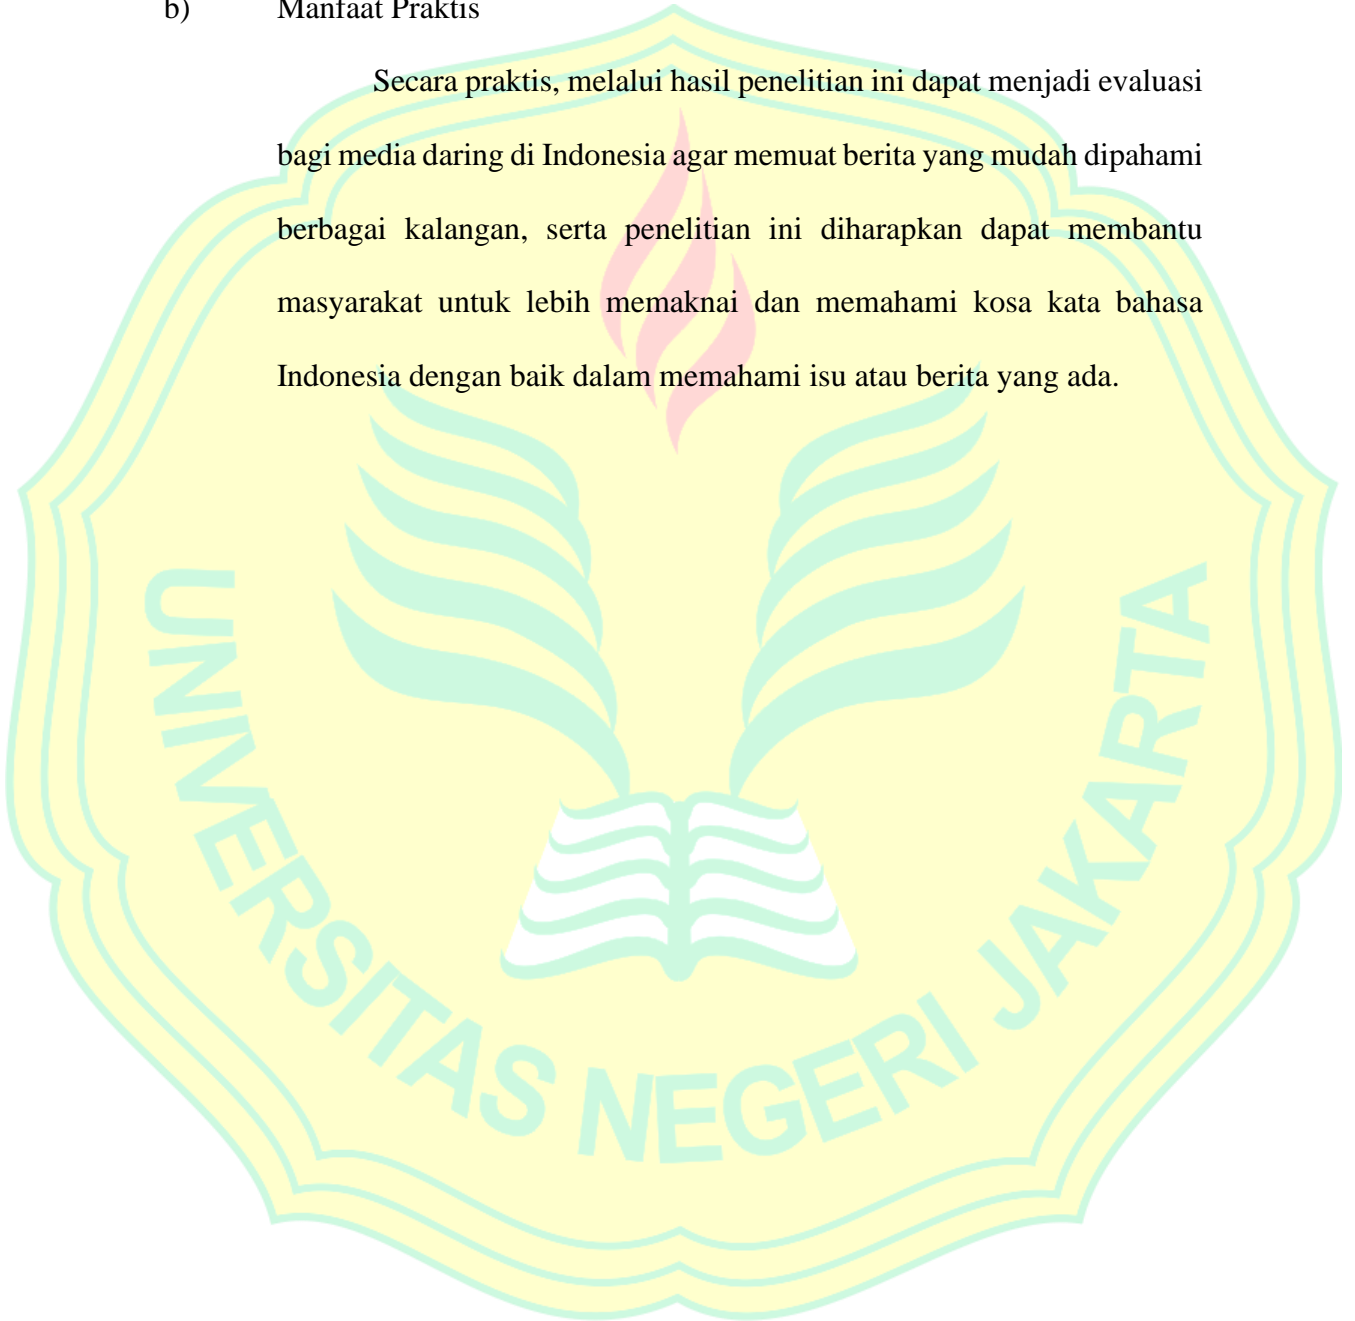 b) Manfaat Praktis
Secara praktis, melalui hasil penelitian ini dapat menjadi evaluasi
bagi media daring di Indonesia agar memuat berita yang mudah dipahami
berbagai kalangan, serta penelitian ini diharapkan dapat membantu
masyarakat untuk lebih memaknai dan memahami kosa kata bahasa
Indonesia dengan baik dalam memahami isu atau berita yang ada.
UNIVERSITAS NEGERI JAKARTA